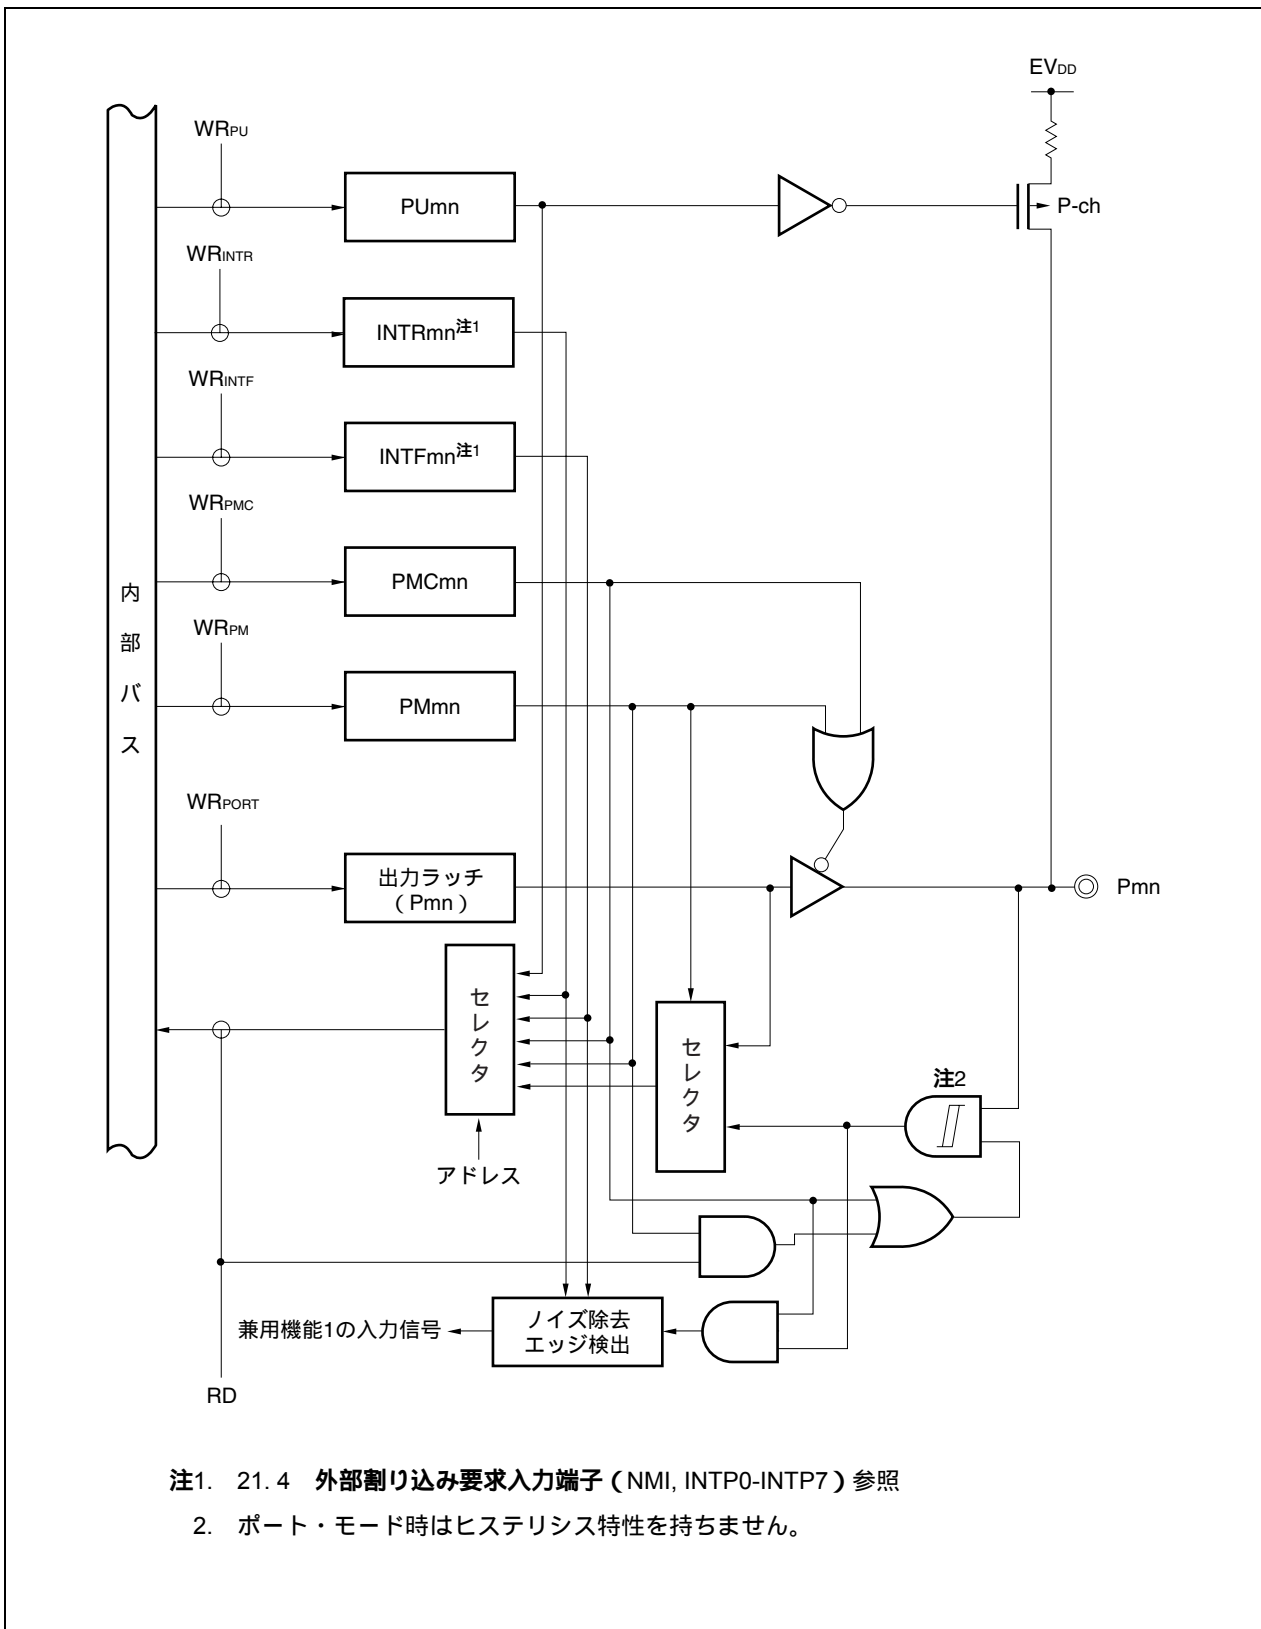 EVDD
WRPU
PUmn
P-ch
WRINTR
INTRmn注1
WRINTF
INTFmn注1
WRPMC
PMCmn
内部バス
WRPM
PMmn
WRPORT
出力ラッチ
（Pmn）
Pmn
セレクタ
セレクタ
注2
アドレス
ノイズ除去
エッジ検出
兼用機能1の入力信号
RD
注1. 21. 4 外部割り込み要求入力端子（NMI, INTP0-INTP7）参照
2. ポート・モード時はヒステリシス特性を持ちません。